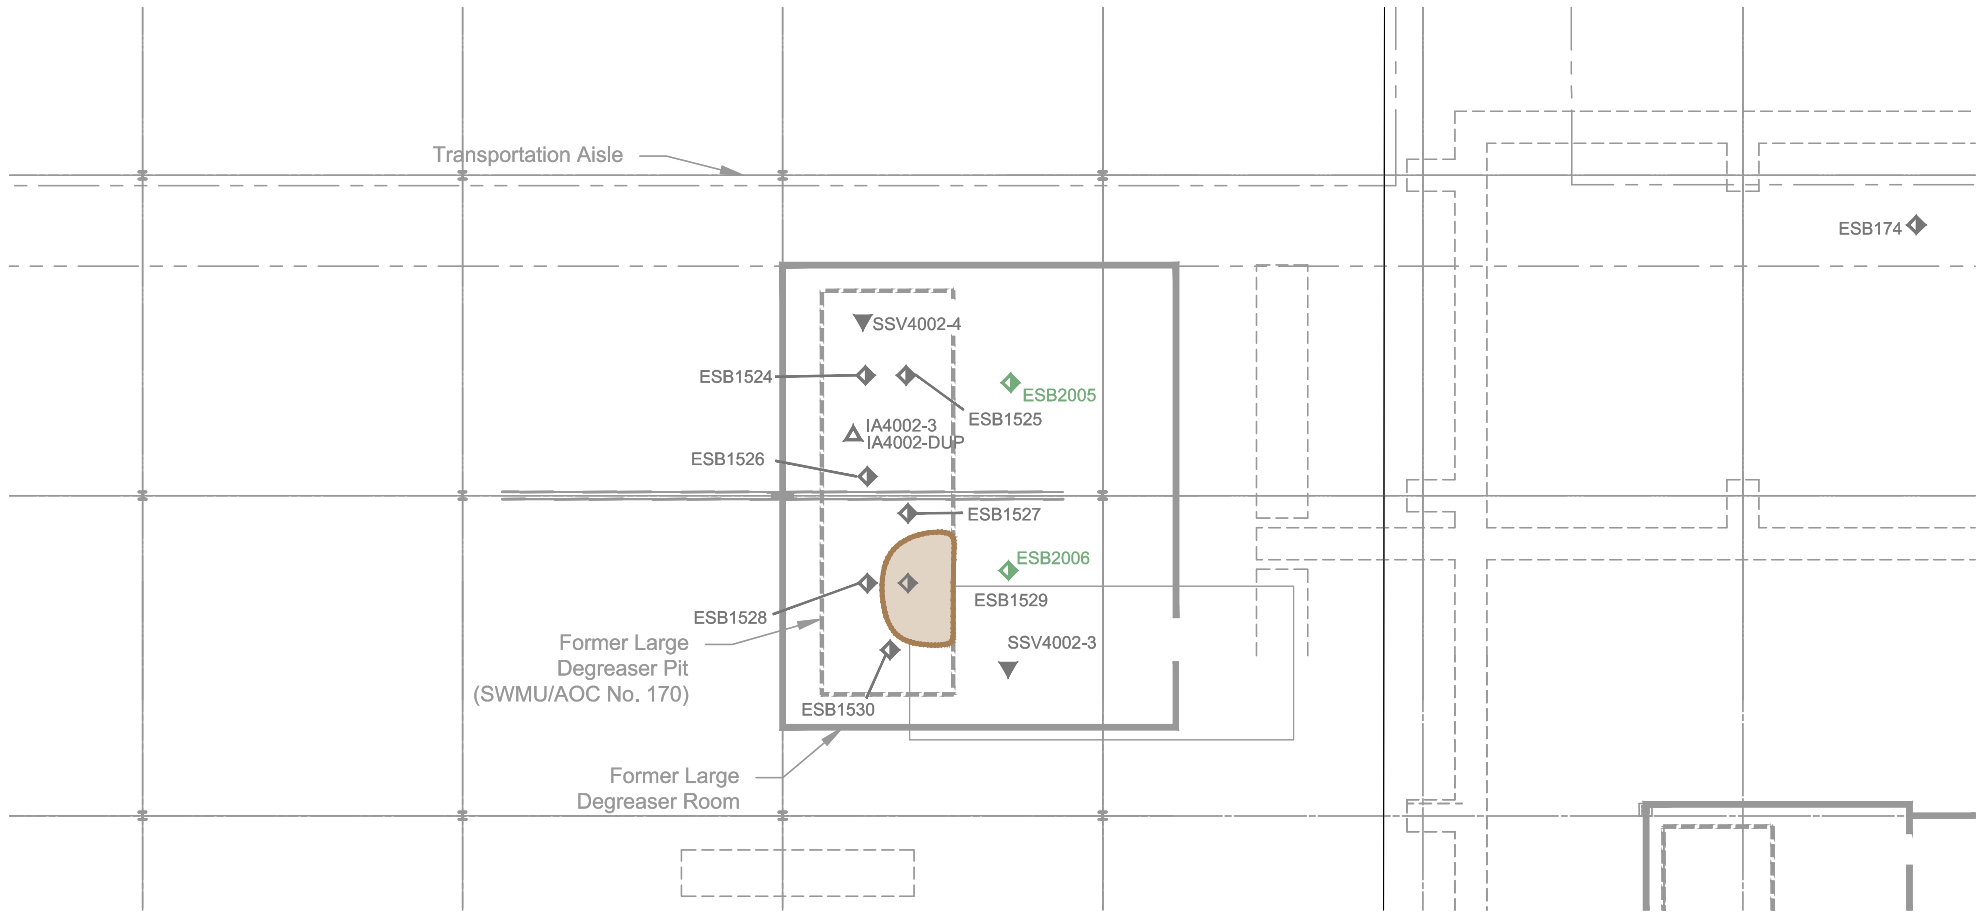 Transportation Aisle
ESB174
SSV4002-4
ESB1524
ESB2005
ESB1525
IA4002-3
IA4002-DUP
ESB1526
ESB1527
ESB2006
ESB1529
ESB1528
Former Large
Degreaser Pit
(SWMU/AOC No. 170)
SSV4002-3
ESB1530
Former Large
Degreaser Room